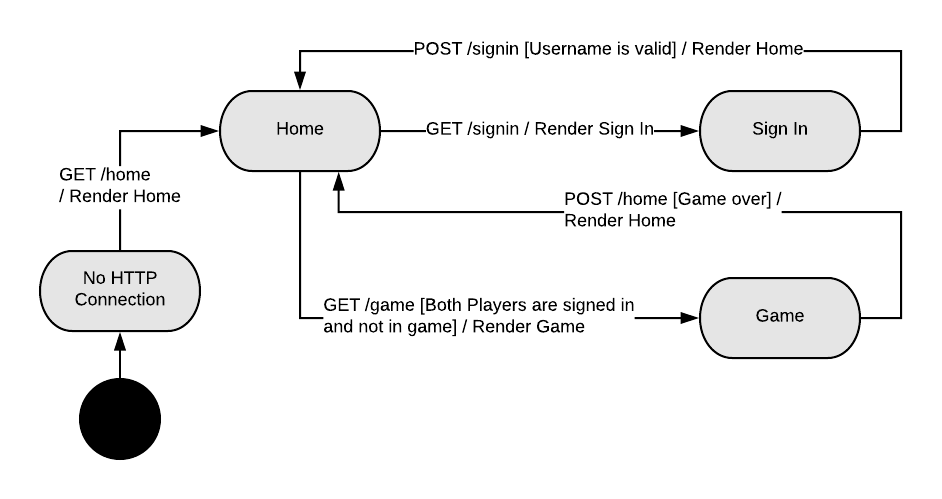 POST /signin [Username is valid] / Render Home
Home
GET /signin / Render Sign In
Sign In
GET /home
/ Render Home
POST /home [Game over] /
Render Home
No HTTP
Connection
GET /game [Both Players are signed in
and not in game] / Render Game
Game